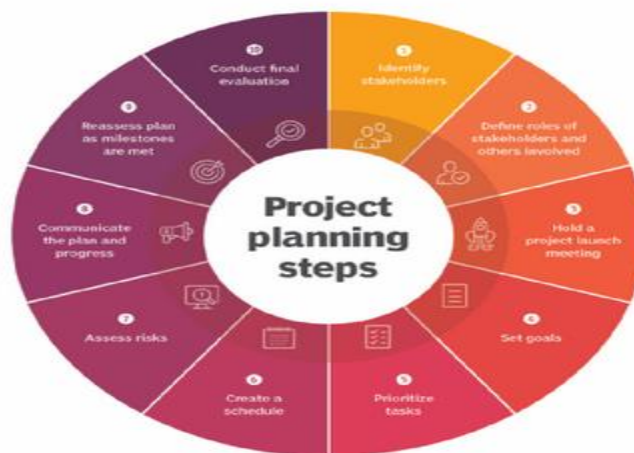 Project
planning
steps
1
Identify
stakeholders
2
Define roles of
stakeholders and
others involved
3
Hold a
project launch
meeting
4
Set goals
5
Prioritize
tasks
6
Create a
schedule
7
Assess risks
8
Communicate
the plan and
progress
9
Reassess plan
as milestones
are met
10
Conduct final
evaluation